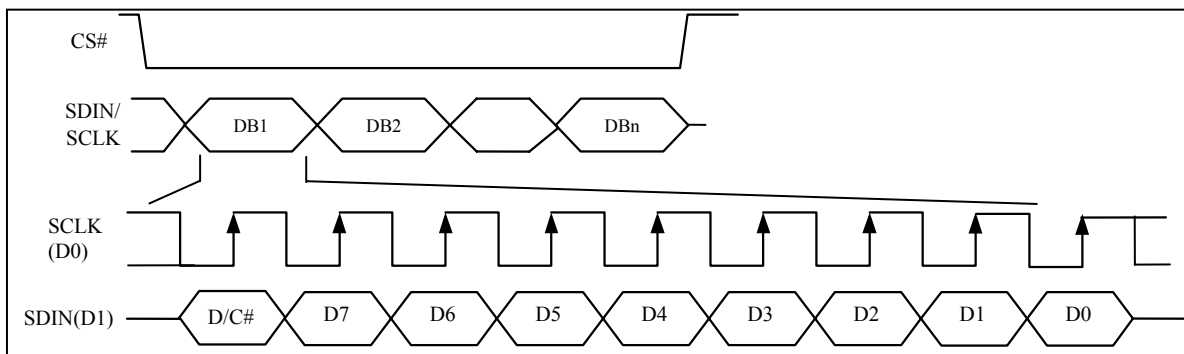 CS#
SDIN/
SCLK
DB1 DB2 DBn
SCLK
(D0)
SDIN(D1) D/C# D7 D6 D5 D4 D3 D2 D1 D0